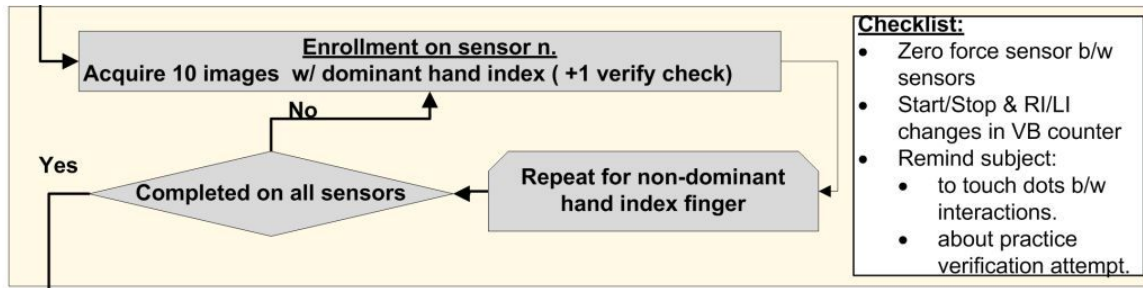 Enrollment on sensor n.
Acquire 10 images w/ dominant hand index ( +1 verify check)
No
Yes
Completed on all sensors
Repeat for non-dominant
hand index finger
Checklist:
• Zero force sensor b/w
sensors
• Start/Stop & RI/LI
changes in VB counter
• Remind subject:
• to touch dots b/w
interactions.
• about practice
verification attempt.